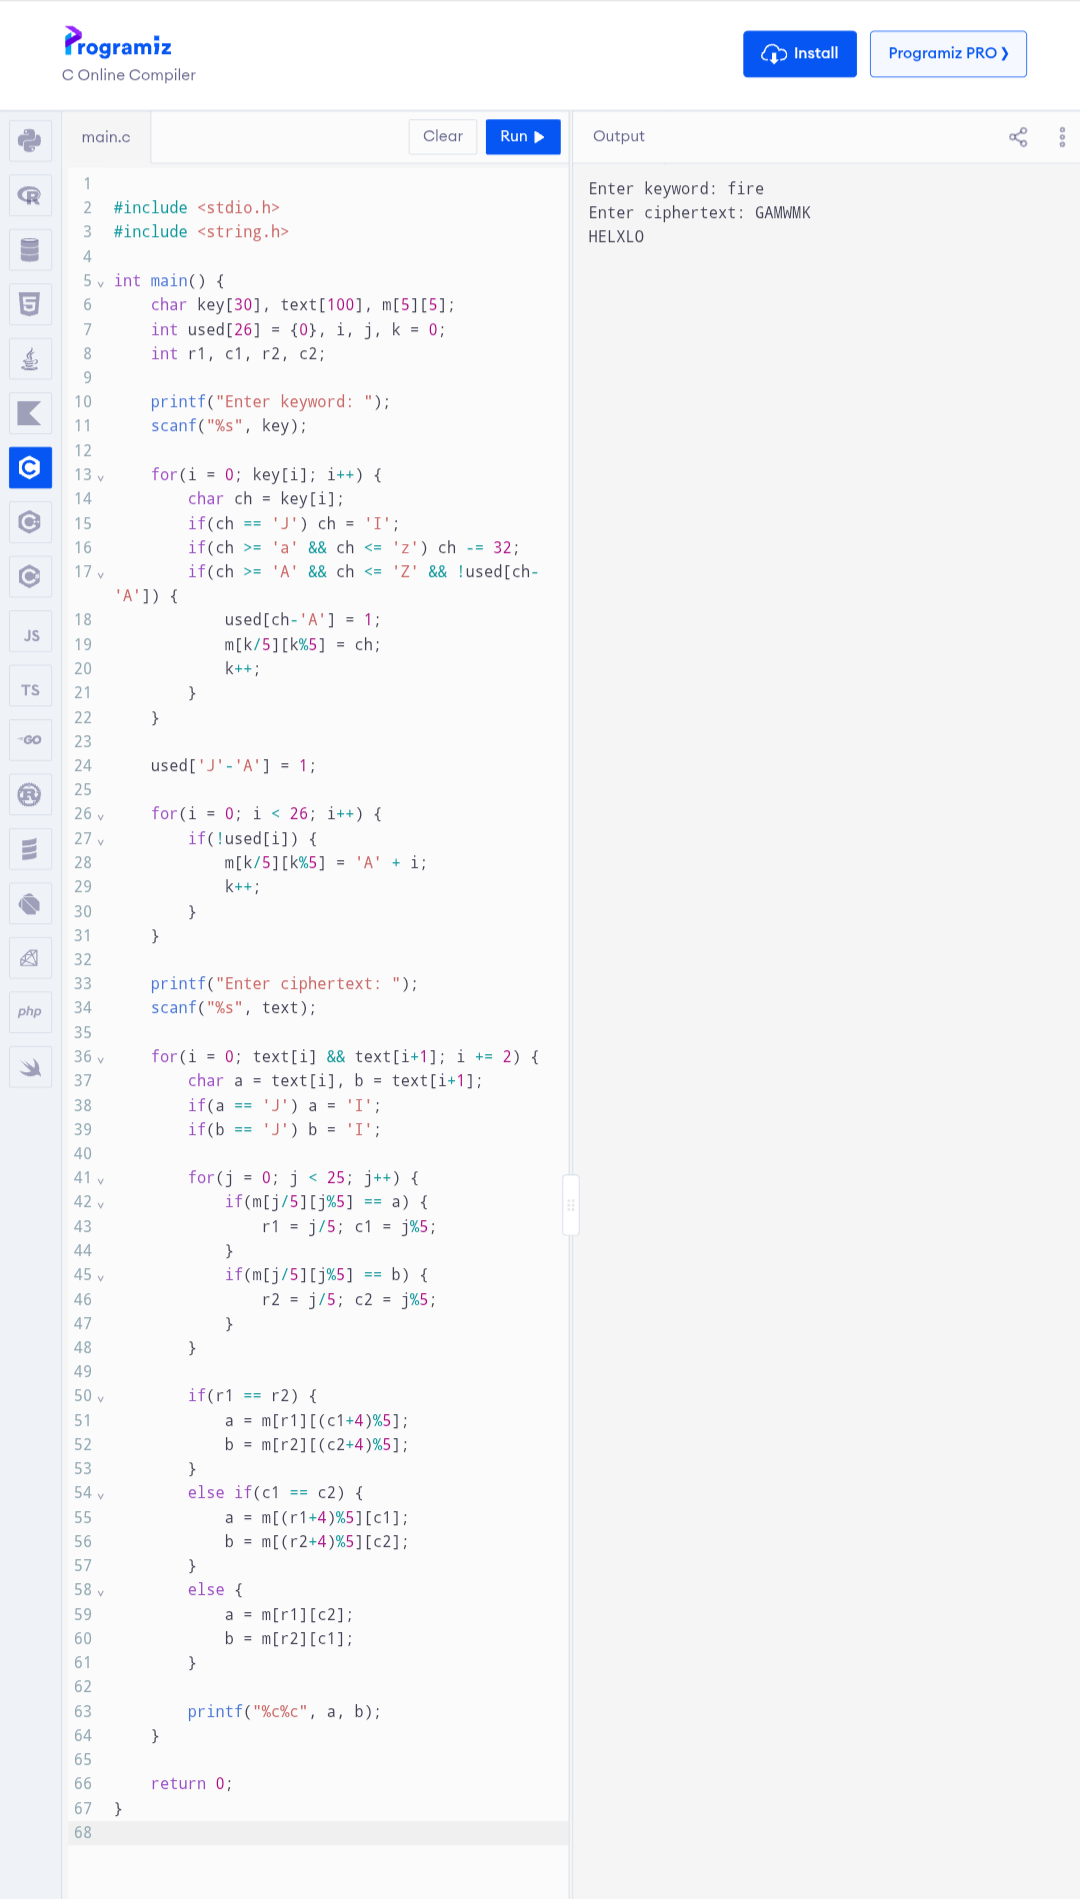 Programiz
C Online Compiler
Install
Programiz PRO ❯
main.c
Clear
Run
Output
1
2 #include <stdio.h>
3 #include <string.h>
4
5 int main() {
6     char key[30], text[100], m[5][5];
7     int used[26] = {0}, i, j, k = 0;
8     int r1, c1, r2, c2;
9
10     printf("Enter keyword: ");
11     scanf("%s", key);
12
13     for(i = 0; key[i]; i++) {
14         char ch = key[i];
15         if(ch == 'J') ch = 'I';
16         if(ch >= 'a' && ch <= 'z') ch -= 32;
17         if(ch >= 'A' && ch <= 'Z' && !used[ch-
'A']) {
18             used[ch-'A'] = 1;
19             m[k/5][k%5] = ch;
20             k++;
21         }
22     }
23
24     used['J'-'A'] = 1;
25
26     for(i = 0; i < 26; i++) {
27         if(!used[i]) {
28             m[k/5][k%5] = 'A' + i;
29             k++;
30         }
31     }
32
33     printf("Enter ciphertext: ");
34     scanf("%s", text);
35
36     for(i = 0; text[i] && text[i+1]; i += 2) {
37         char a = text[i], b = text[i+1];
38         if(a == 'J') a = 'I';
39         if(b == 'J') b = 'I';
40
41         for(j = 0; j < 25; j++) {
42             if(m[j/5][j%5] == a) {
43                 r1 = j/5; c1 = j%5;
44             }
45             if(m[j/5][j%5] == b) {
46                 r2 = j/5; c2 = j%5;
47             }
48         }
49
50         if(r1 == r2) {
51             a = m[r1][(c1+4)%5];
52             b = m[r2][(c2+4)%5];
53         }
54         else if(c1 == c2) {
55             a = m[(r1+4)%5][c1];
56             b = m[(r2+4)%5][c2];
57         }
58         else {
59             a = m[r1][c2];
60             b = m[r2][c1];
61         }
62
63         printf("%c%c", a, b);
64     }
65
66     return 0;
67 }
68
Enter keyword: fire
Enter ciphertext: GAMWMK
HELXLO
R
5
C
C
C
JS
TS
GO
R
php